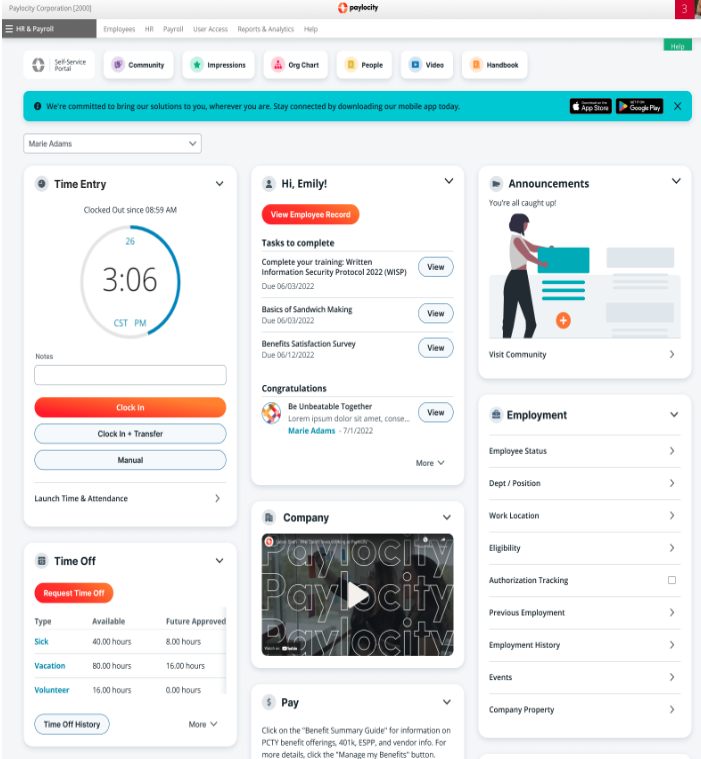 Paylocity Corporation [2000]
paylocity
3
HR & Payroll
Employees HR Payroll User Access Reports & Analytics Help
Help
Self-Service
Portal
Community
Impressions
Org Chart
People
Video
Handbook
We're committed to bring our solutions to you, wherever you are. Stay connected by downloading our mobile app today.
App Store
Google Play
Marie Adams
Time Entry
Clocked Out since 08:59 AM
26
3:06
CST PM
Notes
Clock In
Clock In + Transfer
Manual
Launch Time & Attendance
Time Off
Request Time Off
Type Available Future Approved
Sick 40.00 hours 8.00 hours
Vacation 80.00 hours 16.00 hours
Volunteer 16.00 hours 0.00 hours
Time Off History
More
Hi, Emily!
View Employee Record
Tasks to complete
Complete your training: Written
Information Security Protocol 2022 (WISP)
Due 06/03/2022
View
Basics of Sandwich Making
Due 06/03/2022
View
Benefits Satisfaction Survey
Due 06/12/2022
View
Congratulations
Be Unbeatable Together
Lorem ipsum dolor sit amet, conse...
Marie Adams - 7/1/2022
View
More
Company
Paylocity
Paylocity
Paylocity
Watch on YouTube
Pay
Click on the "Benefit Summary Guide" for information on
PCTY benefit offerings, 401k, ESPP, and vendor info. For
more details, click the "Manage my Benefits" button.
Announcements
You're all caught up!
Visit Community
Employment
Employee Status
Dept / Position
Work Location
Eligibility
Authorization Tracking
Previous Employment
Employment History
Events
Company Property